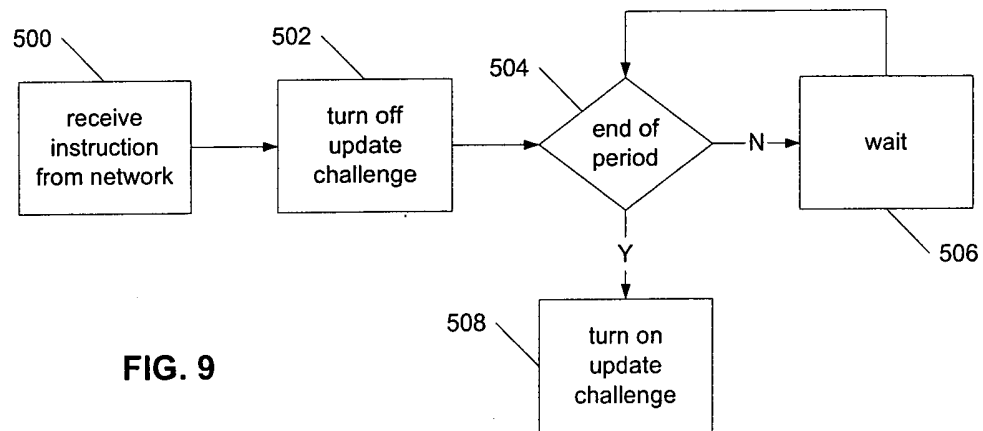 500
receive
instruction
from network
502
turn off
update
challenge
504
end of
period
N
wait
506
Y
508
turn on
update
challenge
FIG. 9